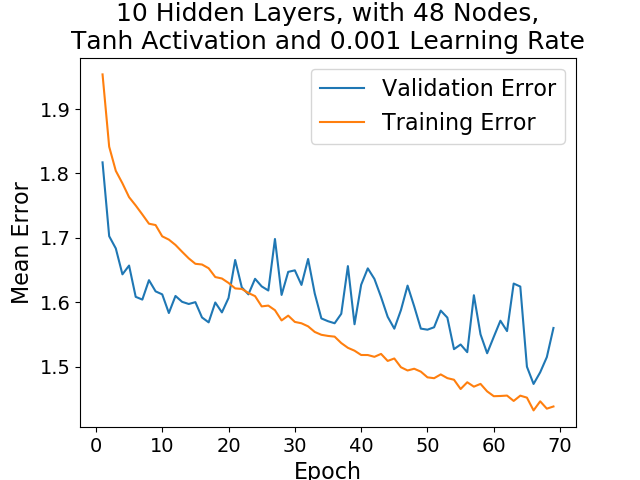 10 Hidden Layers, with 48 Nodes,
Tanh Activation and 0.001 Learning Rate
Validation Error
Training Error
Mean Error
1.9
1.8
1.7
1.6
1.5
0 10 20 30 40 50 60 70
Epoch